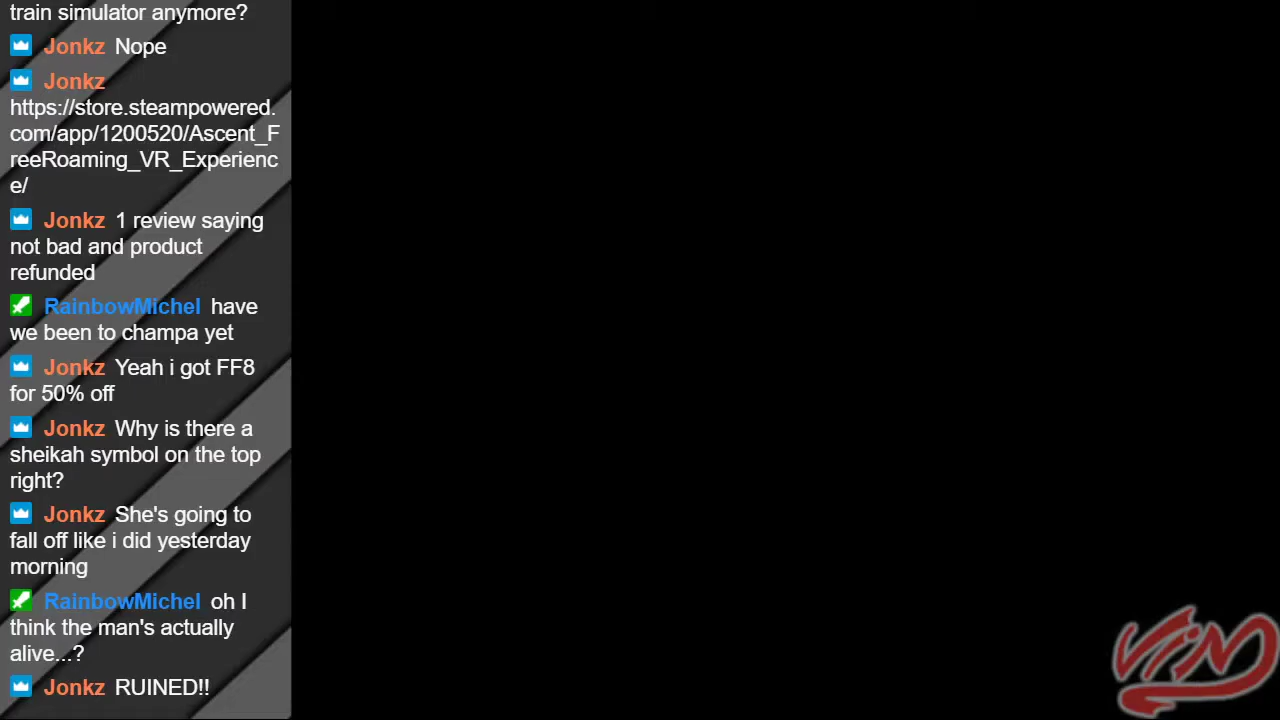 train simulator anymore?
Jonkz Nope
Jonkz
https://store.steampowered.
com/app/1200520/Ascent_F
reeRoaming_VR_Experienc
e/
Jonkz 1 review saying
not bad and product
refunded
RainbowMichel have
we been to champa yet
Jonkz Yeah i got FF8
for 50% off
Jonkz Why is there a
sheikah symbol on the top
right?
Jonkz She's going to
fall off like i did yesterday
morning
RainbowMichel oh I
think the man's actually
alive...?
Jonkz RUINED!!